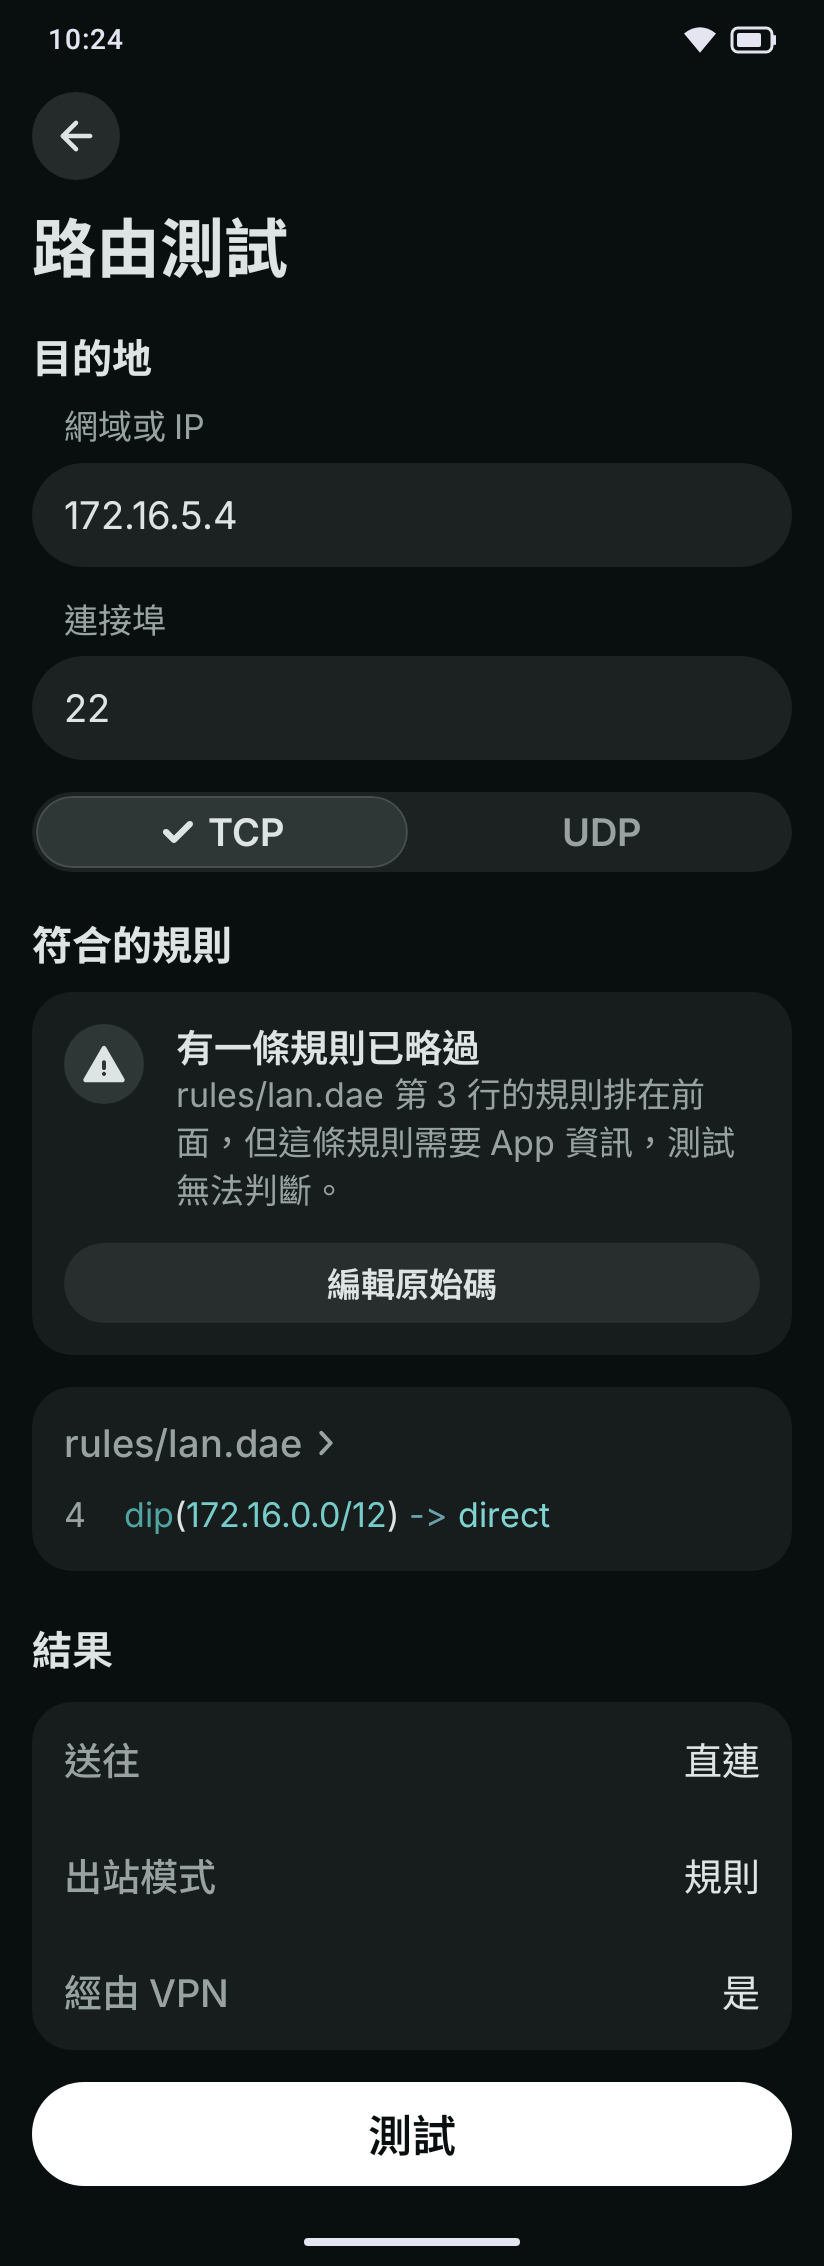 10:24
路由測試
目的地
網域或 IP
172.16.5.4
連接埠
22
TCP
UDP
符合的規則
有一條規則已略過
rules/lan.dae 第 3 行的規則排在前
面，但這條規則需要 App 資訊，測試
無法判斷。
編輯原始碼
rules/lan.dae
4 dip(172.16.0.0/12) -> direct
結果
送往 直連
出站模式 規則
經由 VPN 是
測試